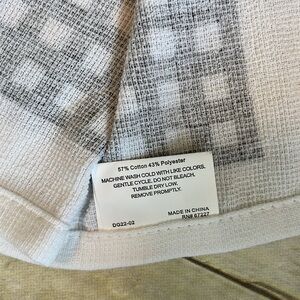 57% Cotton 43% Polyester
MACHINE WASH COLD WITH LIKE COLORS.
GENTLE CYCLE. DO NOT BLEACH.
TUMBLE DRY LOW.
REMOVE PROMPTLY.
MADE IN CHINA
DG22-02 RN# 67227